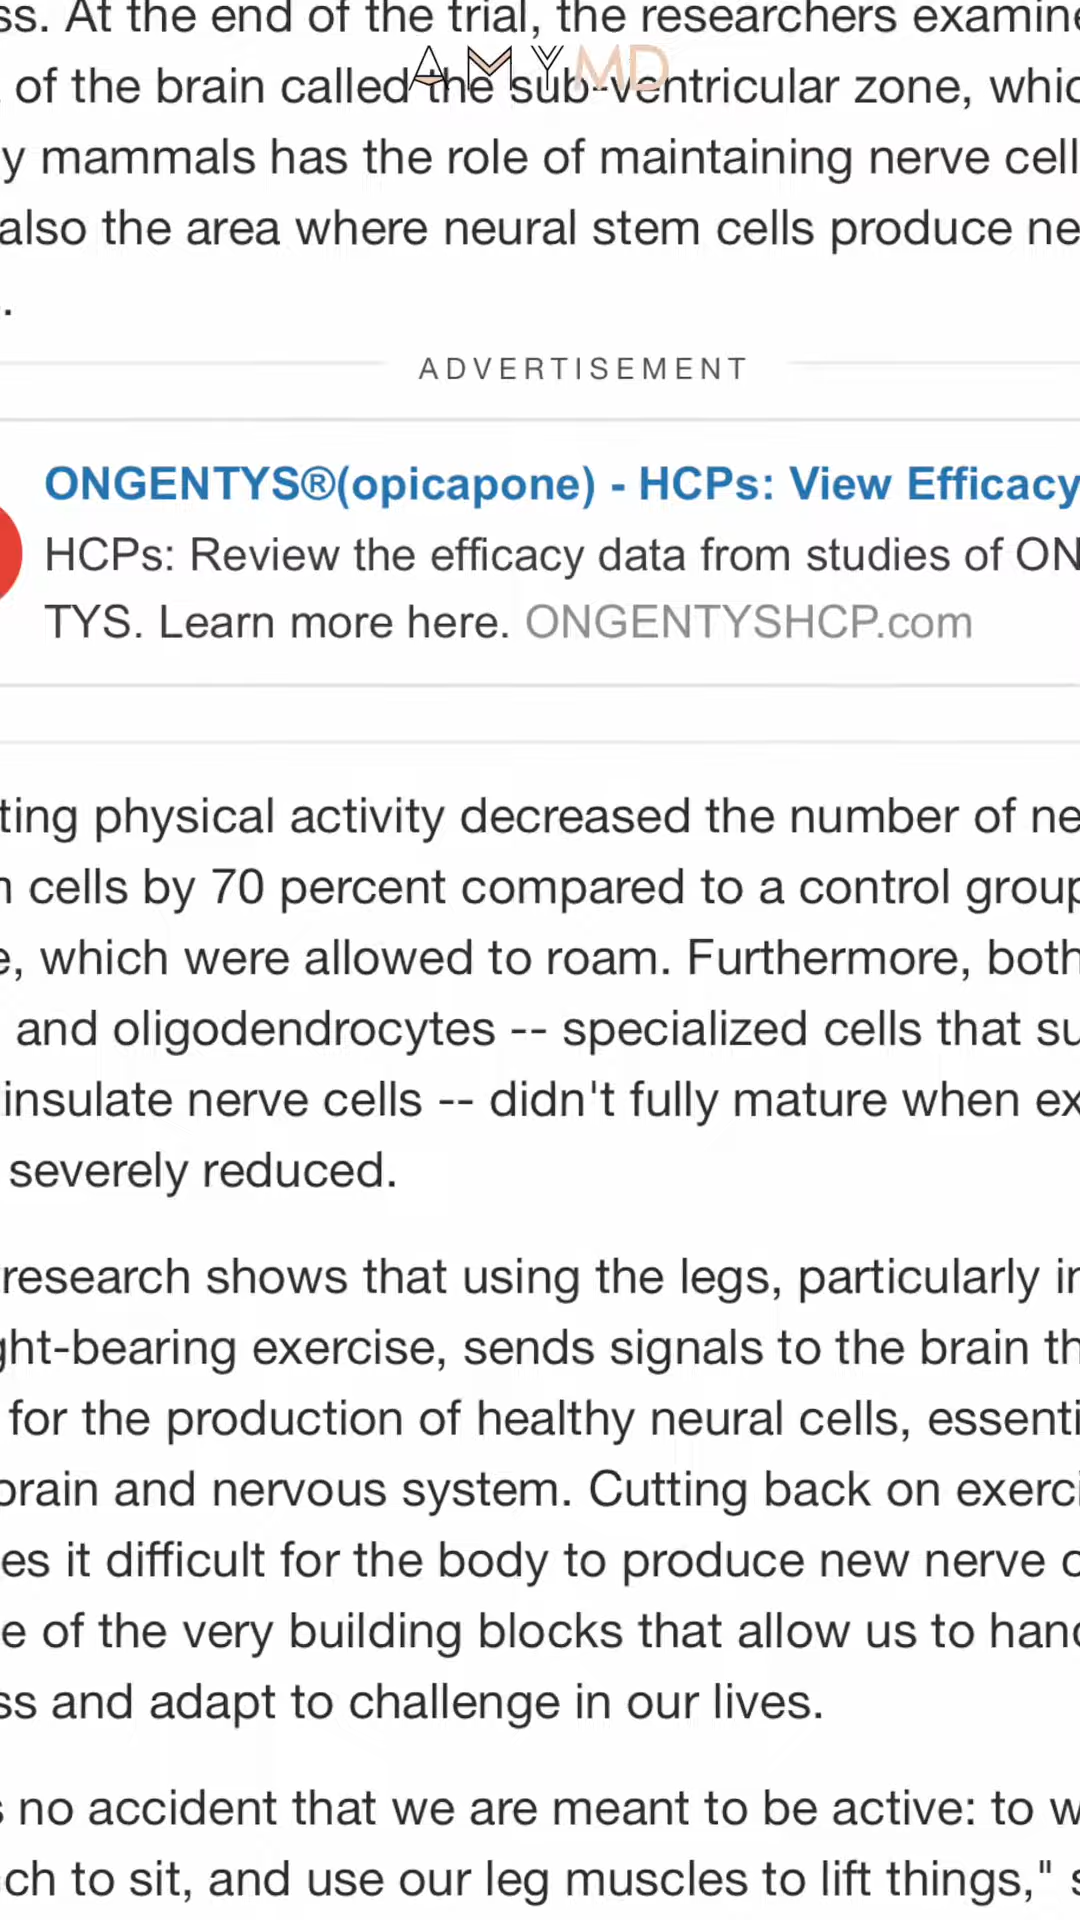 ss. At the end of the trial, the researchers examine
AMYMD
of the brain called the sub-ventricular zone, whic
y mammals has the role of maintaining nerve cell
also the area where neural stem cells produce ne
.
ADVERTISEMENT
ONGENTYS®(opicapone) - HCPs: View Efficacy
HCPs: Review the efficacy data from studies of ON
TYS. Learn more here. ONGENTYSHCP.com
ting physical activity decreased the number of ne
n cells by 70 percent compared to a control group
e, which were allowed to roam. Furthermore, both
and oligodendrocytes -- specialized cells that su
insulate nerve cells -- didn't fully mature when ex
severely reduced.
research shows that using the legs, particularly in
ght-bearing exercise, sends signals to the brain th
for the production of healthy neural cells, essenti
brain and nervous system. Cutting back on exerci
es it difficult for the body to produce new nerve c
e of the very building blocks that allow us to hand
ss and adapt to challenge in our lives.
s no accident that we are meant to be active: to w
ch to sit, and use our leg muscles to lift things," s